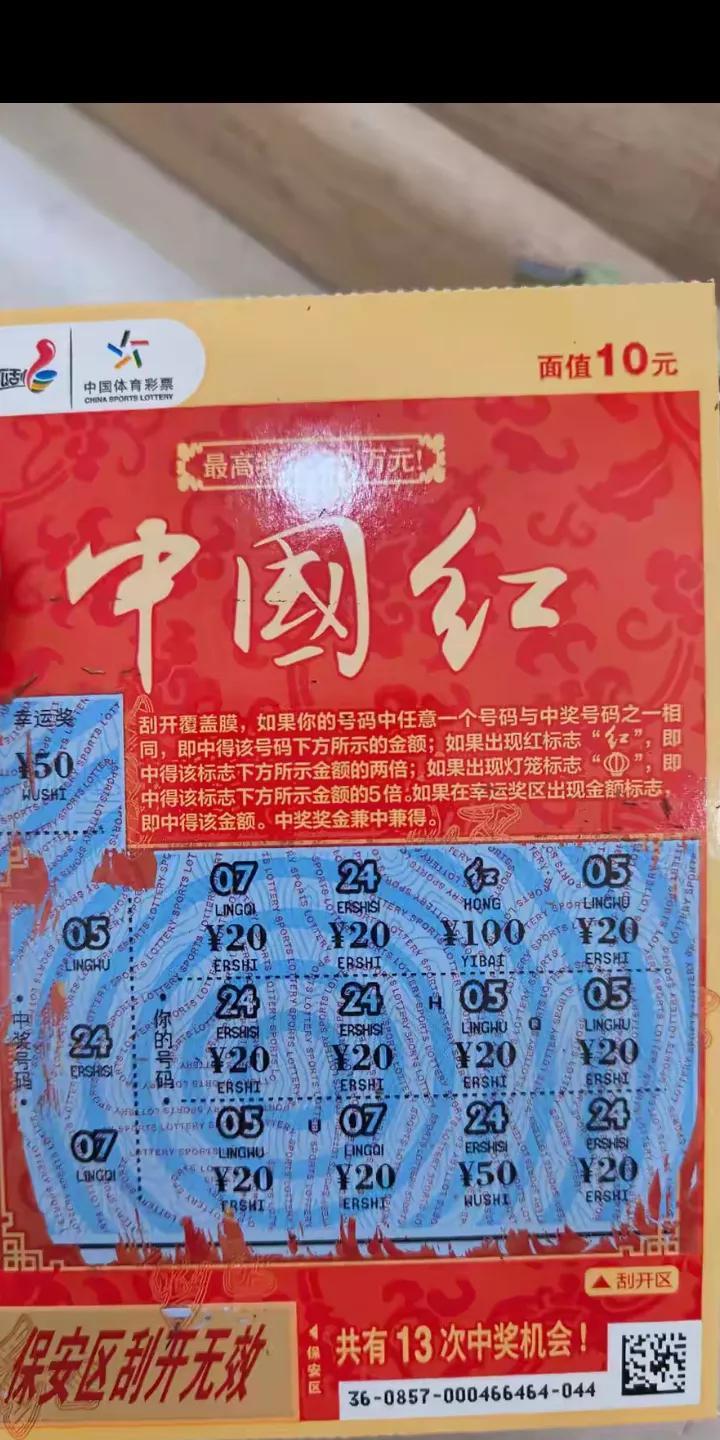 中国体育彩票
CHINA SPORTS LOTTERY
面值10元
最高
万元!
中國红
幸运奖
¥50
WUSHI
刮开覆盖膜，如果你的号码中任意一个号码与中奖号码之一相
同，即中得该号码下方所示的金额；如果出现红标志“红”，即
中得该标志下方所示金额的两倍；如果出现灯笼标志“”，即
中得该标志下方所示金额的5倍。如果在幸运奖区出现金额标志，
即中得该金额。中奖奖金兼中兼得。
中奖号码
05
LINGWU
24
ERSHISI
07
LINGQI
你的号码
07 24 红 05
LINGQI ERSHISI HONG LINGWU
¥20 ¥20 ¥100 ¥20
ERSHI ERSHI YIBAI ERSHI
24 24 H 05 05
ERSHISI ERSHISI LINGWU Q LINGWU
¥20 ¥20 ¥20 ¥20
ERSHI ERSHI ERSHI ERSHI
05 07 24 24
LINGWU LINGQI ERSHISI ERSHISI
¥20 ¥20 ¥50 ¥20
ERSHI ERSHI WUSHI ERSHI
▲刮开区
保安区刮开无效
保安区
共有13次中奖机会！
36-0857-000466464-044